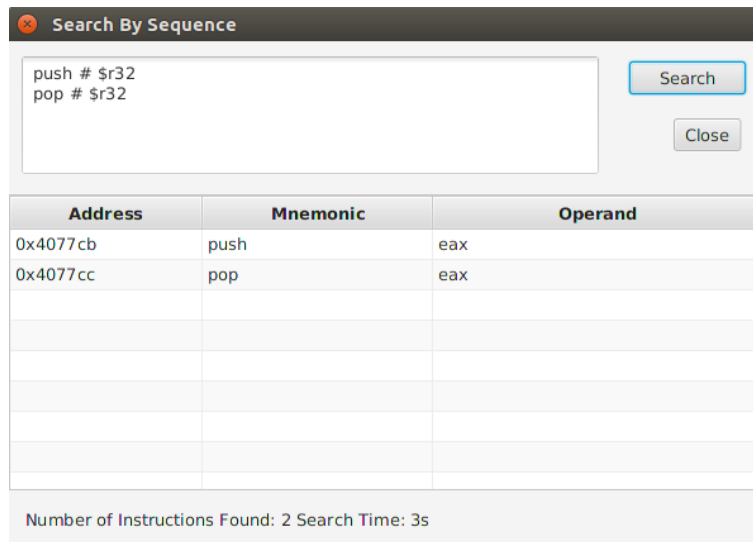 Search By Sequence
push # $r32
pop # $r32
Search
Close
Address Mnemonic Operand
0x4077cb push eax
0x4077cc pop eax
Number of Instructions Found: 2 Search Time: 3s